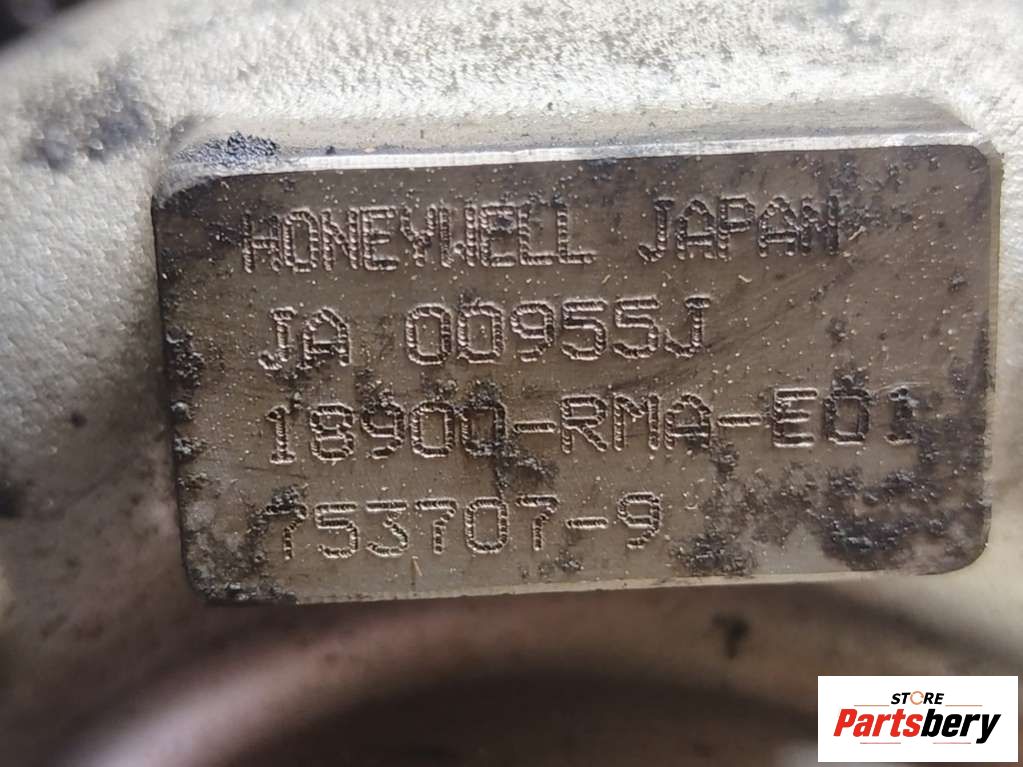 HONEYWELL JAPAN
JA 00955J
18900-RMA-E01
753707-9
STORE
Partsbery